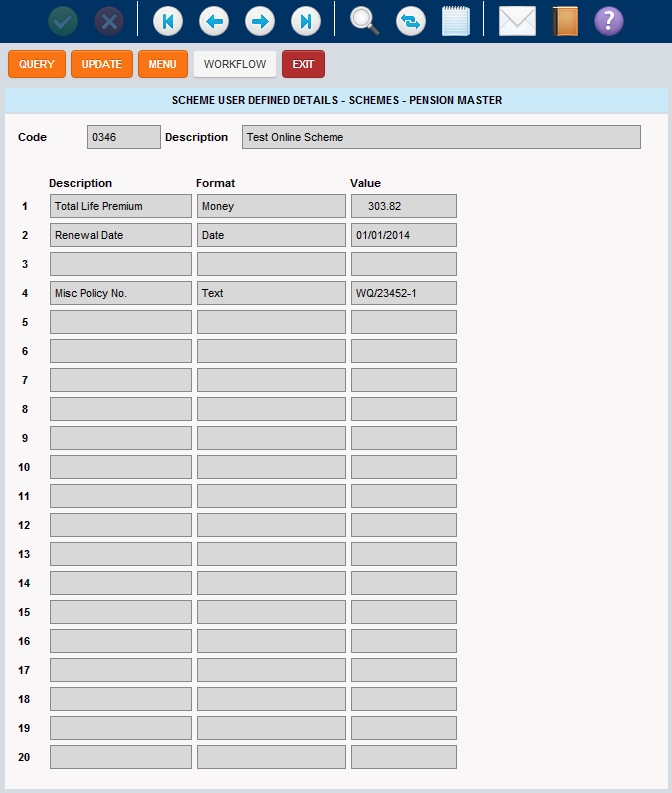 ?
QUERY UPDATE MENU WORKFLOW EXIT
SCHEME USER DEFINED DETAILS - SCHEMES - PENSION MASTER
Code 0346 Description Test Online Scheme
Description Format Value
1 Total Life Premium Money 303.82
2 Renewal Date Date 01/01/2014
3
4 Misc Policy No. Text WQ/23452-1
5
6
7
8
9
10
11
12
13
14
15
16
17
18
19
20